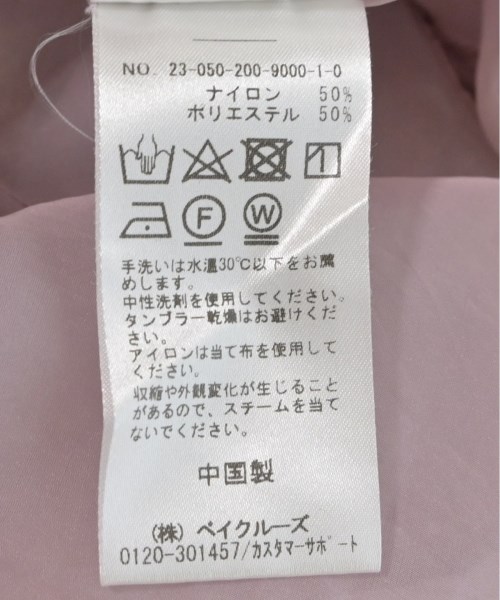 NO. 23-050-200-9000-1-0
ナイロン 50%
ポリエステル 50%
F
W
手洗いは水温30℃以下をお薦
めします。
中性洗剤を使用してください。
タンブラー乾燥はお避けくだ
さい。
アイロンは当て布を使用して
ください。
収縮や外観変化が生じること
があるので、スチームを当て
ないでください。
中国製
(株) ベイクルーズ
0120-301457/カスタマーサポート